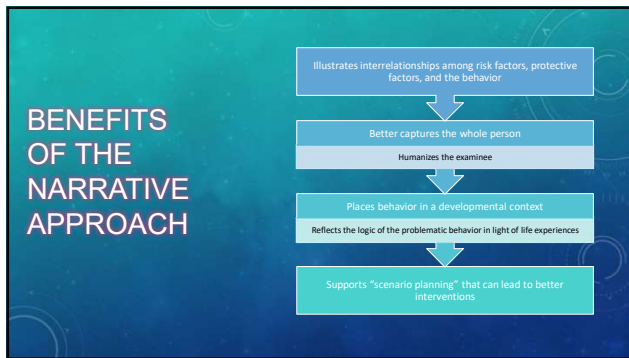 BENEFITS
OF THE
NARRATIVE
APPROACH
Illustrates interrelationships among risk factors, protective
factors, and the behavior
Better captures the whole person
Humanizes the examinee
Places behavior in a developmental context
Reflects the logic of the problematic behavior in light of life experiences
Supports “scenario planning” that can lead to better
interventions